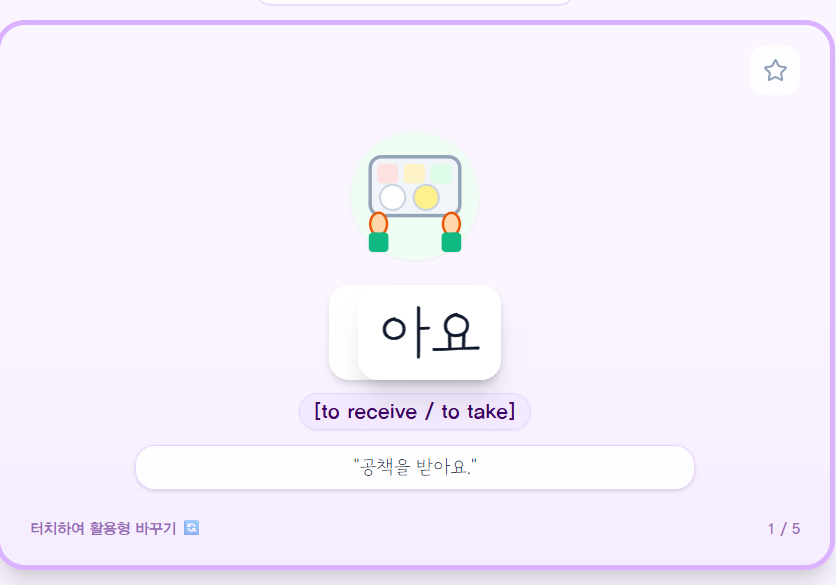 아요
[to receive / to take]
"공책을 받아요."
터치하여 활용형 바꾸기
1 / 5